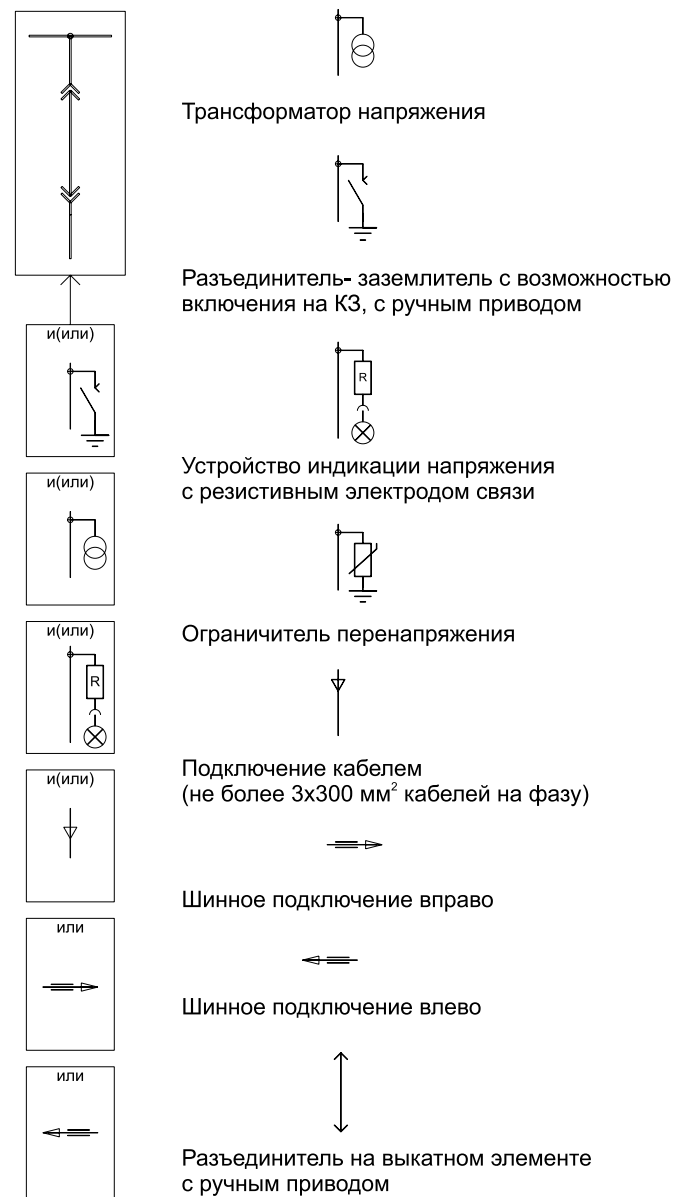 Трансформатор напряжения
Разъединитель- заземлитель с возможностью
включения на КЗ, с ручным приводом
R
Устройство индикации напряжения
с резистивным электродом связи
Ограничитель перенапряжения
Подключение кабелем
(не более 3х300 мм² кабелей на фазу)
Шинное подключение вправо
Шинное подключение влево
Разъединитель на выкатном элементе
с ручным приводом
и(или)
и(или)
и(или)
R
и(или)
или
или